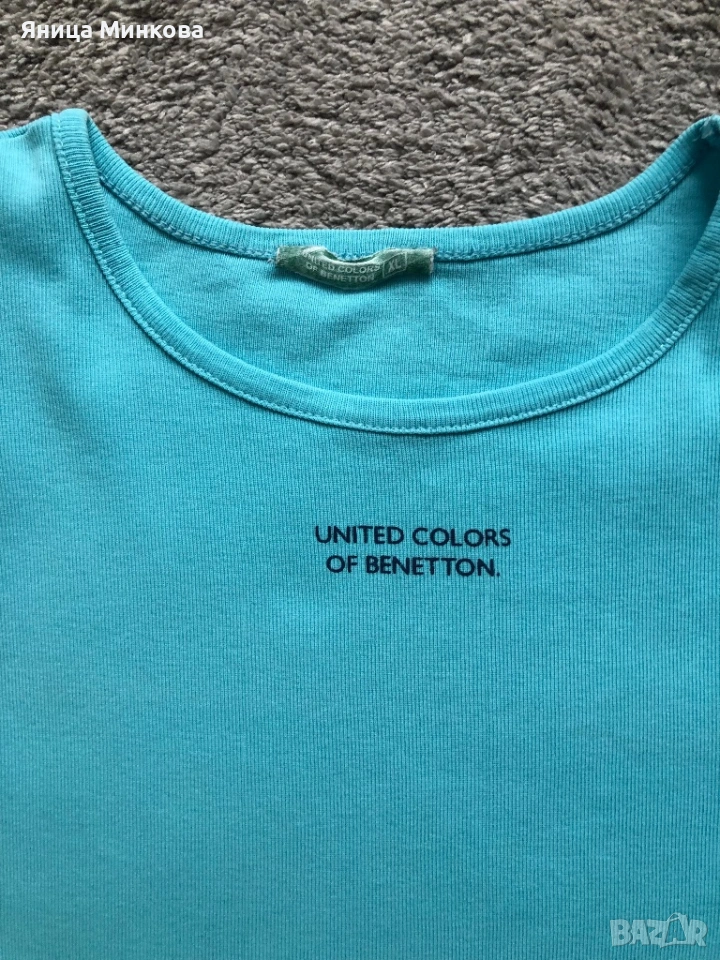 Яница Минкова
UNITED COLORS
OF BENETTON
XL
UNITED COLORS
OF BENETTON.
BAZAR